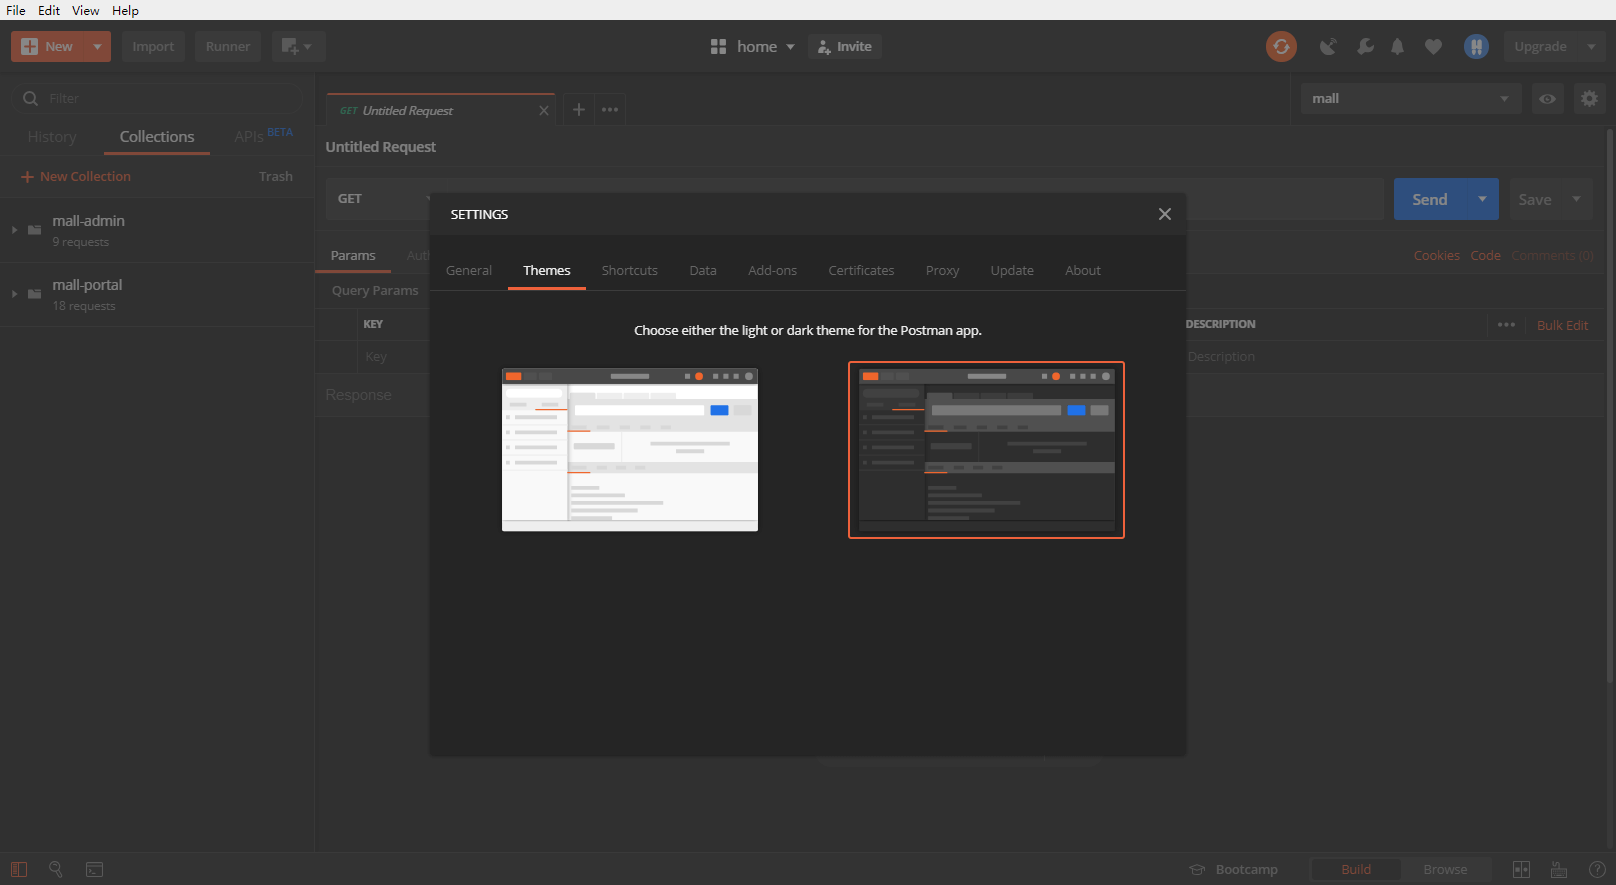 File Edit View Help
New Import Runner home Invite Upgrade
Filter
GET Untitled Request mall
History Collections APIs BETA
Untitled Request
New Collection Trash
GET Send Save
mall-admin
9 requests
mall-portal
18 requests
Params Auth Cookies Code Comments (0)
Query Params
KEY DESCRIPTION Bulk Edit
Key Description
Response
SETTINGS
General Themes Shortcuts Data Add-ons Certificates Proxy Update About
Choose either the light or dark theme for the Postman app.
Bootcamp Build Browse